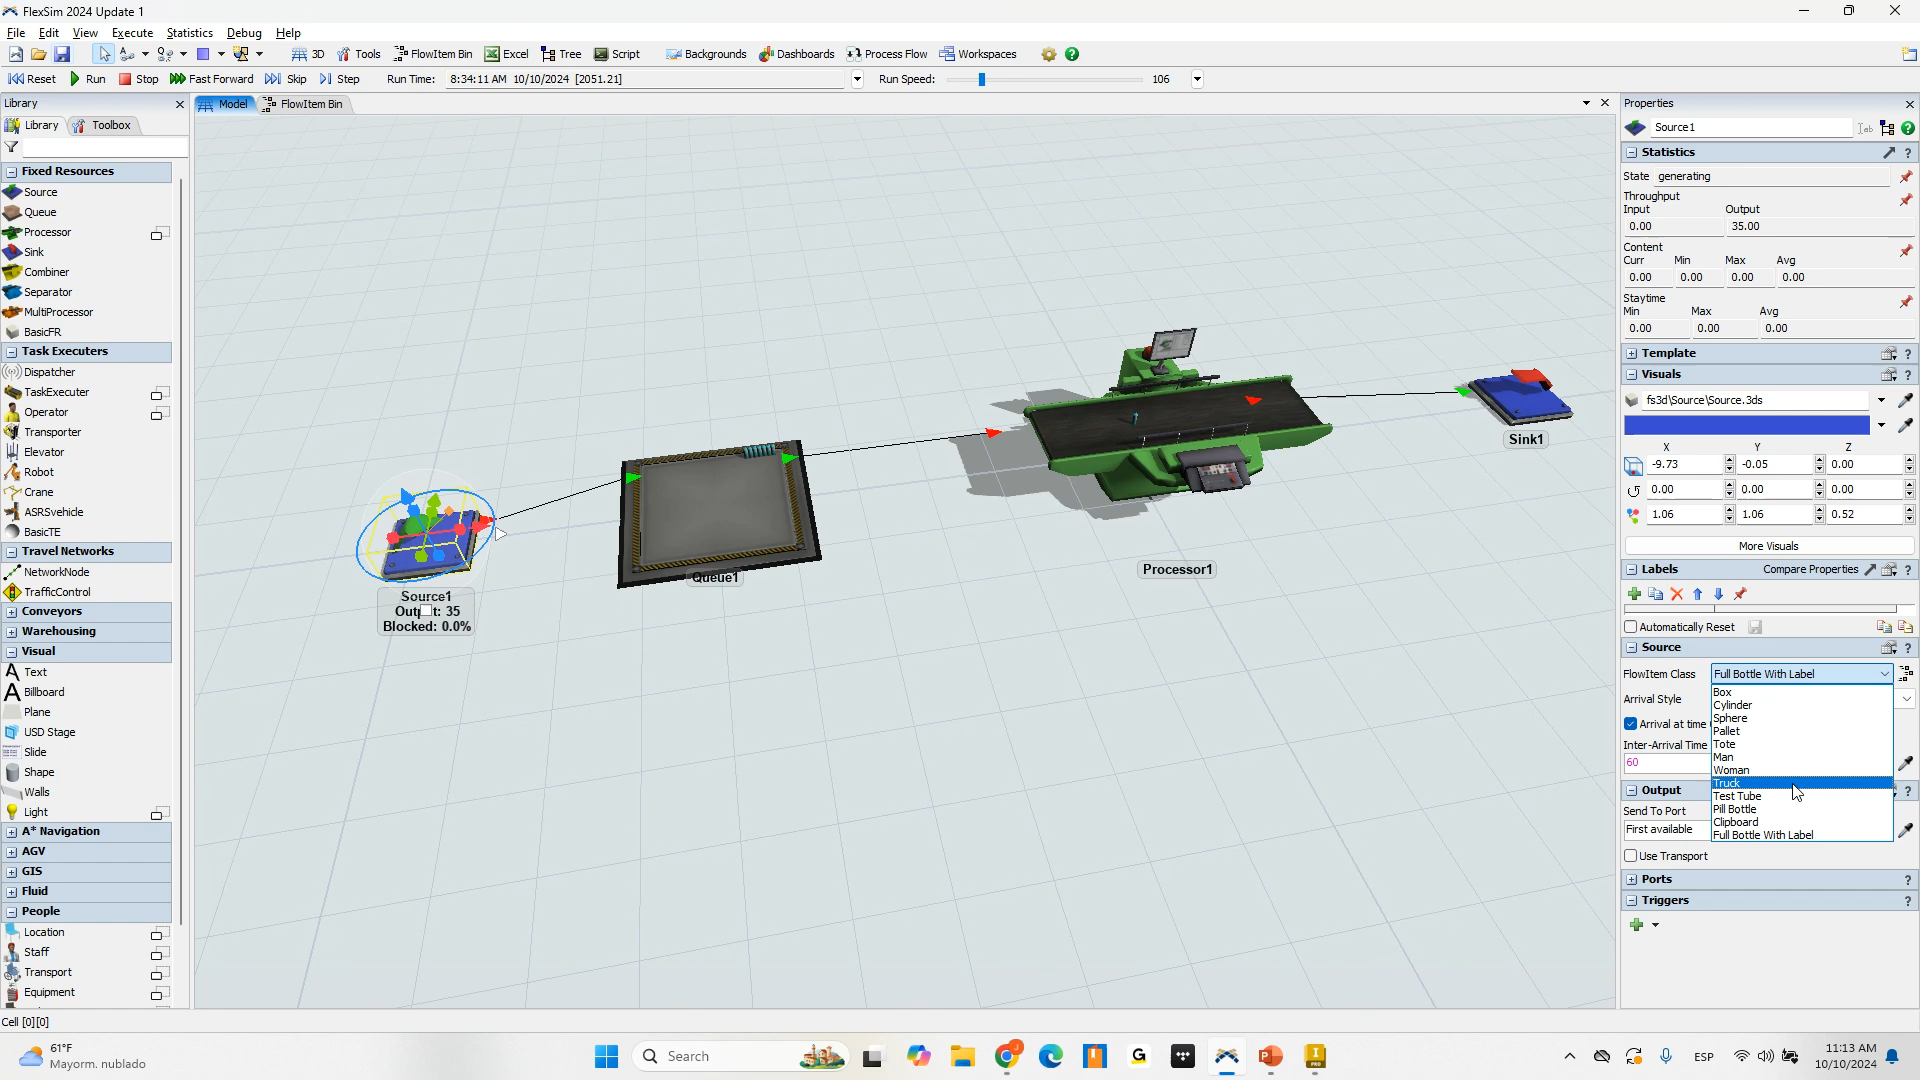 FlexSim 2024 Update 1
File Edit View Execute Statistics Debug Help
3D Tools FlowItem Bin Excel Tree Script Backgrounds Dashboards Process Flow Workspaces
Reset Run Stop Fast Forward Skip Step Run Time: 8:34:11 AM 10/10/2024 [2051.21] Run Speed: 106
Library
Library Toolbox
Fixed Resources
Source
Queue
Processor
Sink
Combiner
Separator
MultiProcessor
BasicFR
Task Executers
Dispatcher
TaskExecuter
Operator
Transporter
Elevator
Robot
Crane
ASRSvehicle
BasicTE
Travel Networks
NetworkNode
TrafficControl
Conveyors
Warehousing
Visual
Text
Billboard
Plane
USD Stage
Slide
Shape
Walls
Light
A* Navigation
AGV
GIS
Fluid
People
Location
Staff
Transport
Equipment
Model FlowItem Bin
Source1
Output: 35
Blocked: 0.0%
Queue1
Processor1
Sink1
Properties
Source1
Statistics
State generating
Throughput
Input Output
0.00 35.00
Content
Curr Min Max Avg
0.00 0.00 0.00 0.00
Staytime
Min Max Avg
0.00 0.00 0.00
Template
Visuals
fs3d\Source\Source.3ds
X Y Z
-9.73 -0.05 0.00
0.00 0.00 0.00
1.06 1.06 0.52
More Visuals
Labels Compare Properties
Automatically Reset
Source
FlowItem Class Full Bottle With Label
Arrival Style
Arrival at time
Inter-Arrival Time
60
Box
Cylinder
Sphere
Pallet
Tote
Man
Woman
Truck
Test Tube
Pill Bottle
Clipboard
Full Bottle With Label
Output
Send To Port
First available
Use Transport
Ports
Triggers
Cell [0][0]
61°F
Mayorm. nublado
Search
ESP
11:13 AM
10/10/2024